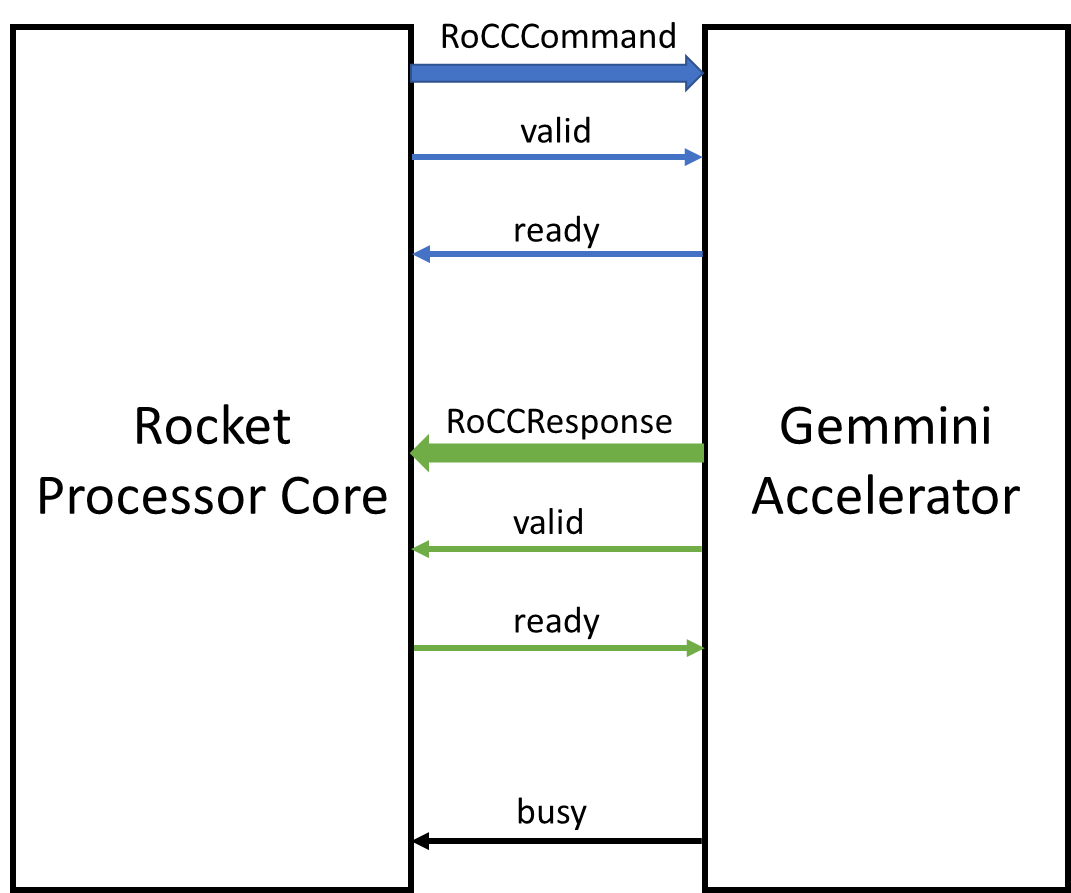 RoCCCommand
valid
ready
Rocket
Processor Core
RoCCResponse
valid
ready
Gemmini
Accelerator
busy